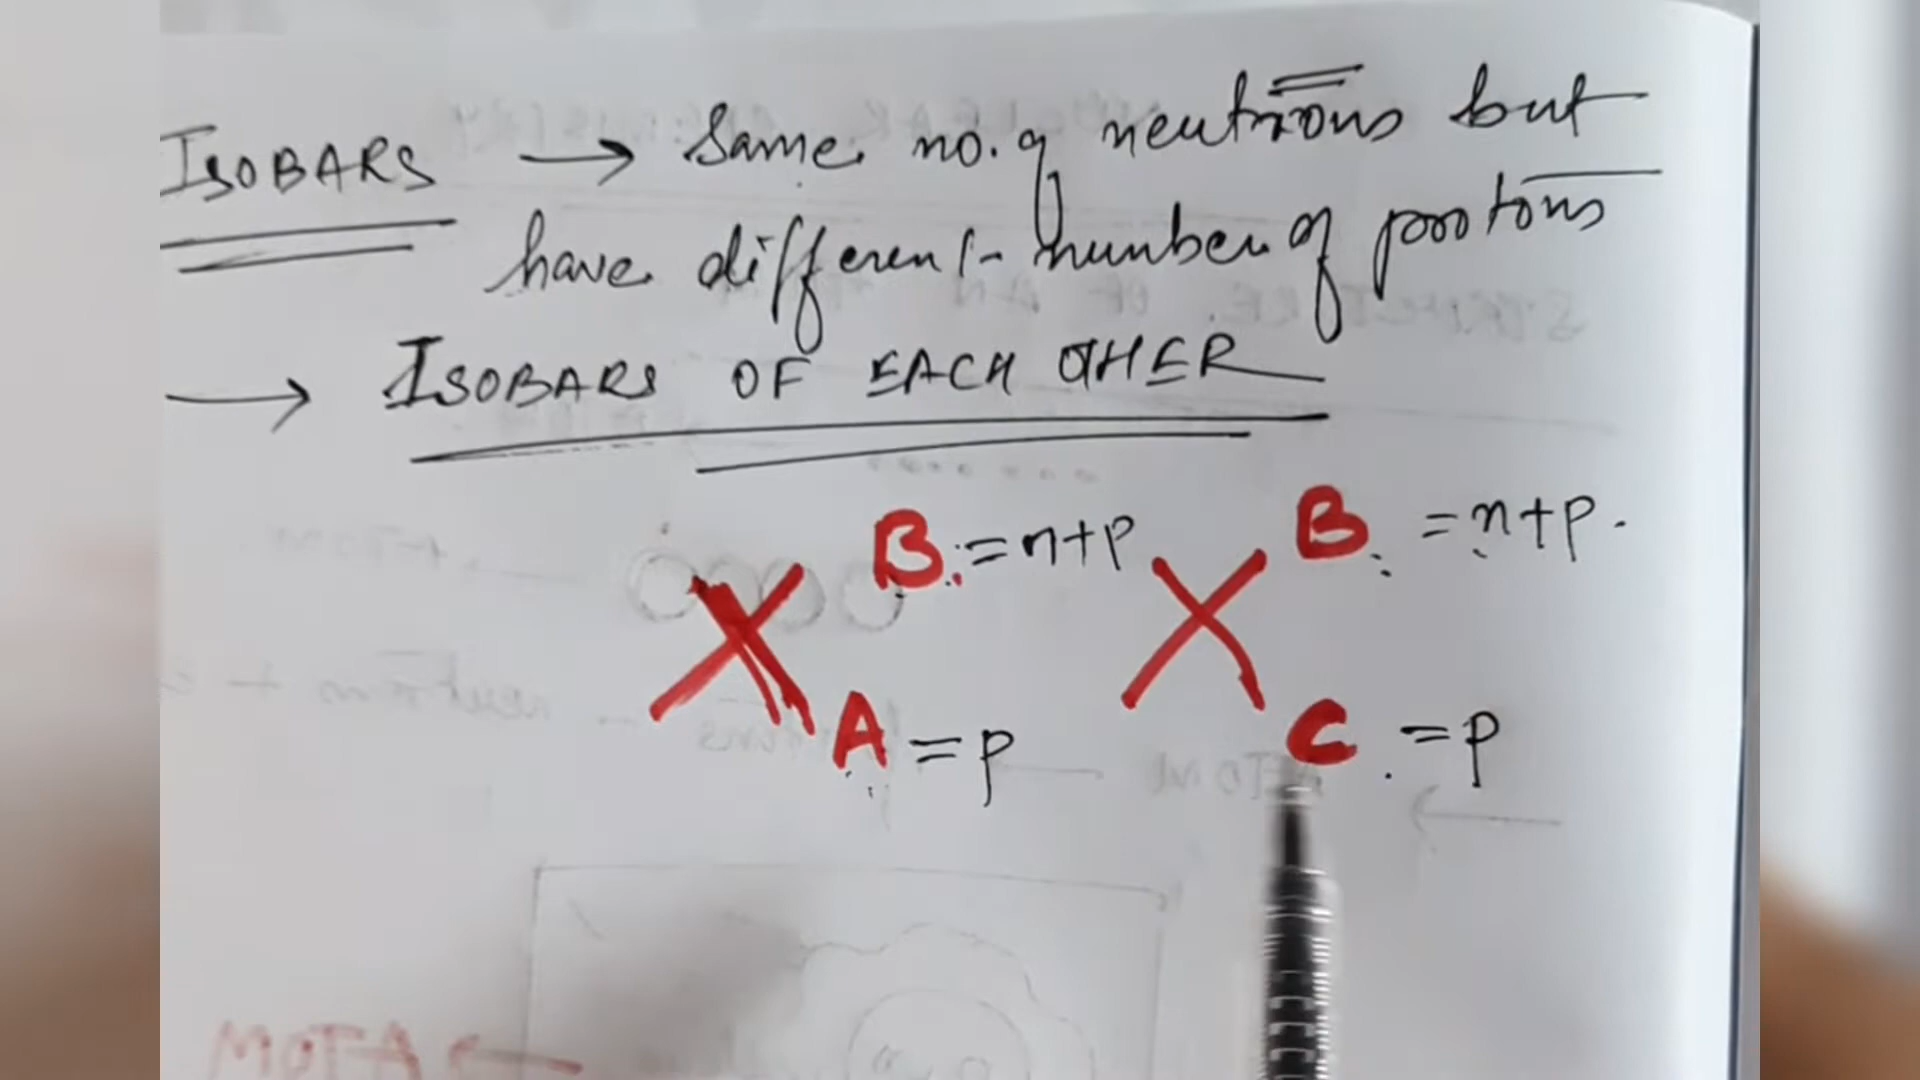 ISOBARS → Same no. of neutrons but
have different number of protons
→ ISOBARS OF EACH OTHER
X B = n+p X B = n+p.
A = p C = p